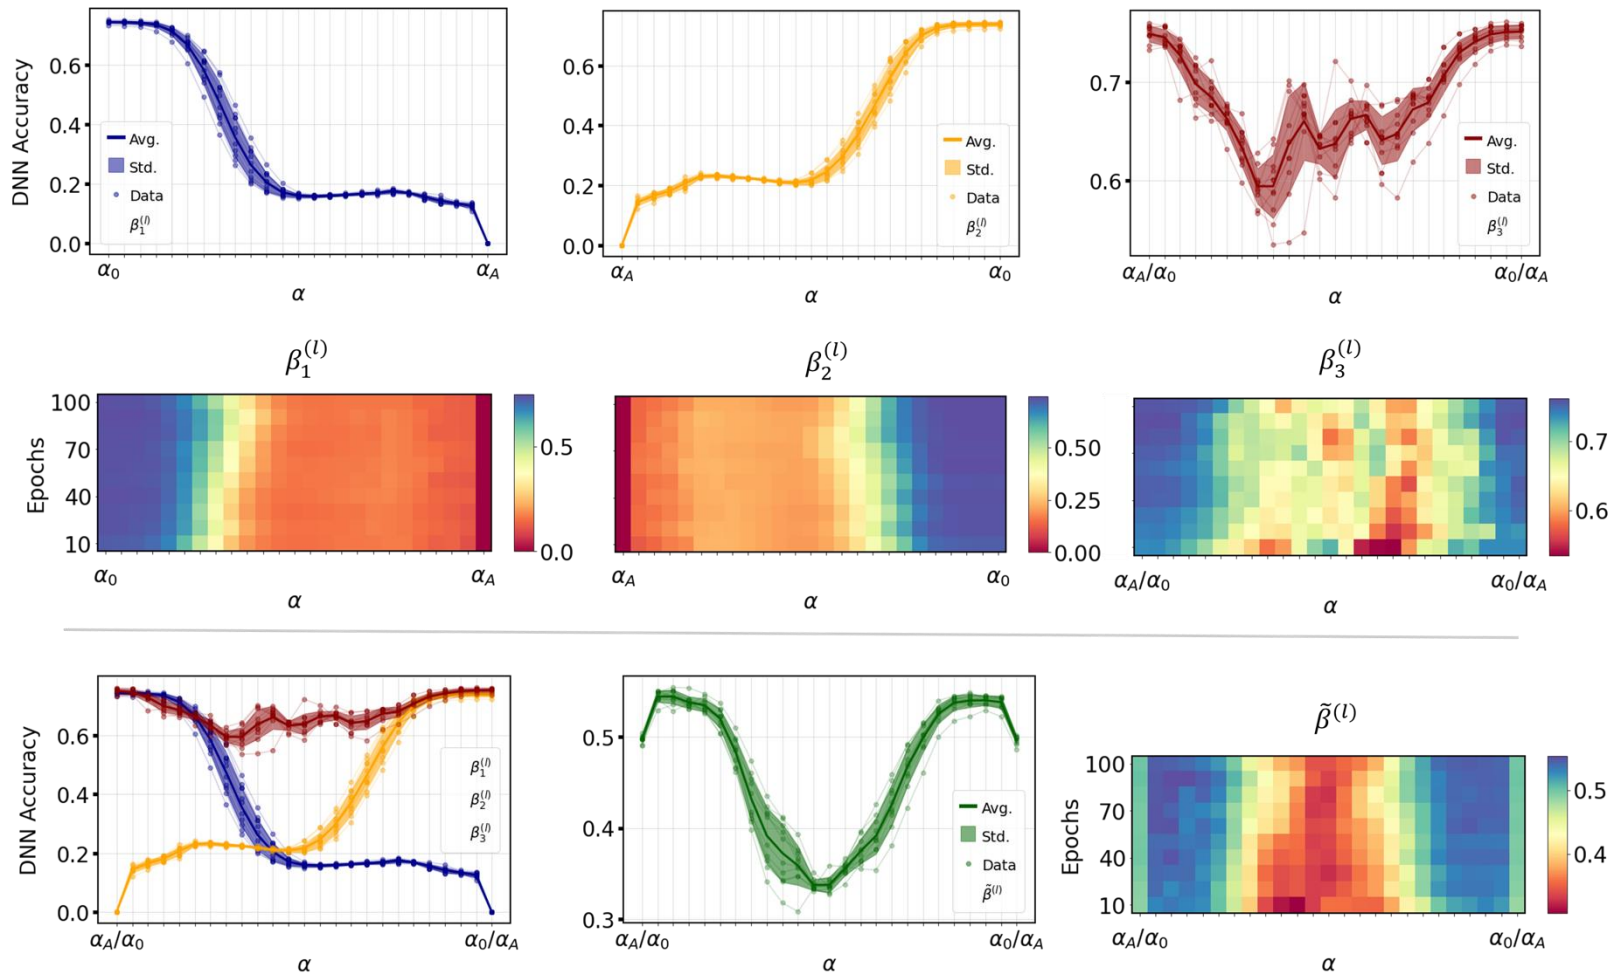 DNN Accuracy
0.6
0.4
0.2
0.0
Avg.
Std.
Data
β₁⁽ˡ⁾
α₀
α_A
α
0.6
0.4
0.2
0.0
Avg.
Std.
Data
β₂⁽ˡ⁾
α_A
α₀
α
0.7
0.6
Avg.
Std.
Data
β₃⁽ˡ⁾
α_A/α₀
α₀/α_A
α
β₁⁽ˡ⁾
Epochs
100
70
40
10
0.5
0.0
α₀
α_A
α
β₂⁽ˡ⁾
0.50
0.25
0.00
α_A
α₀
α
β₃⁽ˡ⁾
0.7
0.6
α_A/α₀
α₀/α_A
α
DNN Accuracy
0.6
0.4
0.2
0.0
β₁⁽ˡ⁾
β₂⁽ˡ⁾
β₃⁽ˡ⁾
α_A/α₀
α₀/α_A
α
0.5
0.4
0.3
Avg.
Std.
Data
β̃⁽ˡ⁾
α_A/α₀
α₀/α_A
α
β̃⁽ˡ⁾
Epochs
100
70
40
10
0.5
0.4
α_A/α₀
α₀/α_A
α